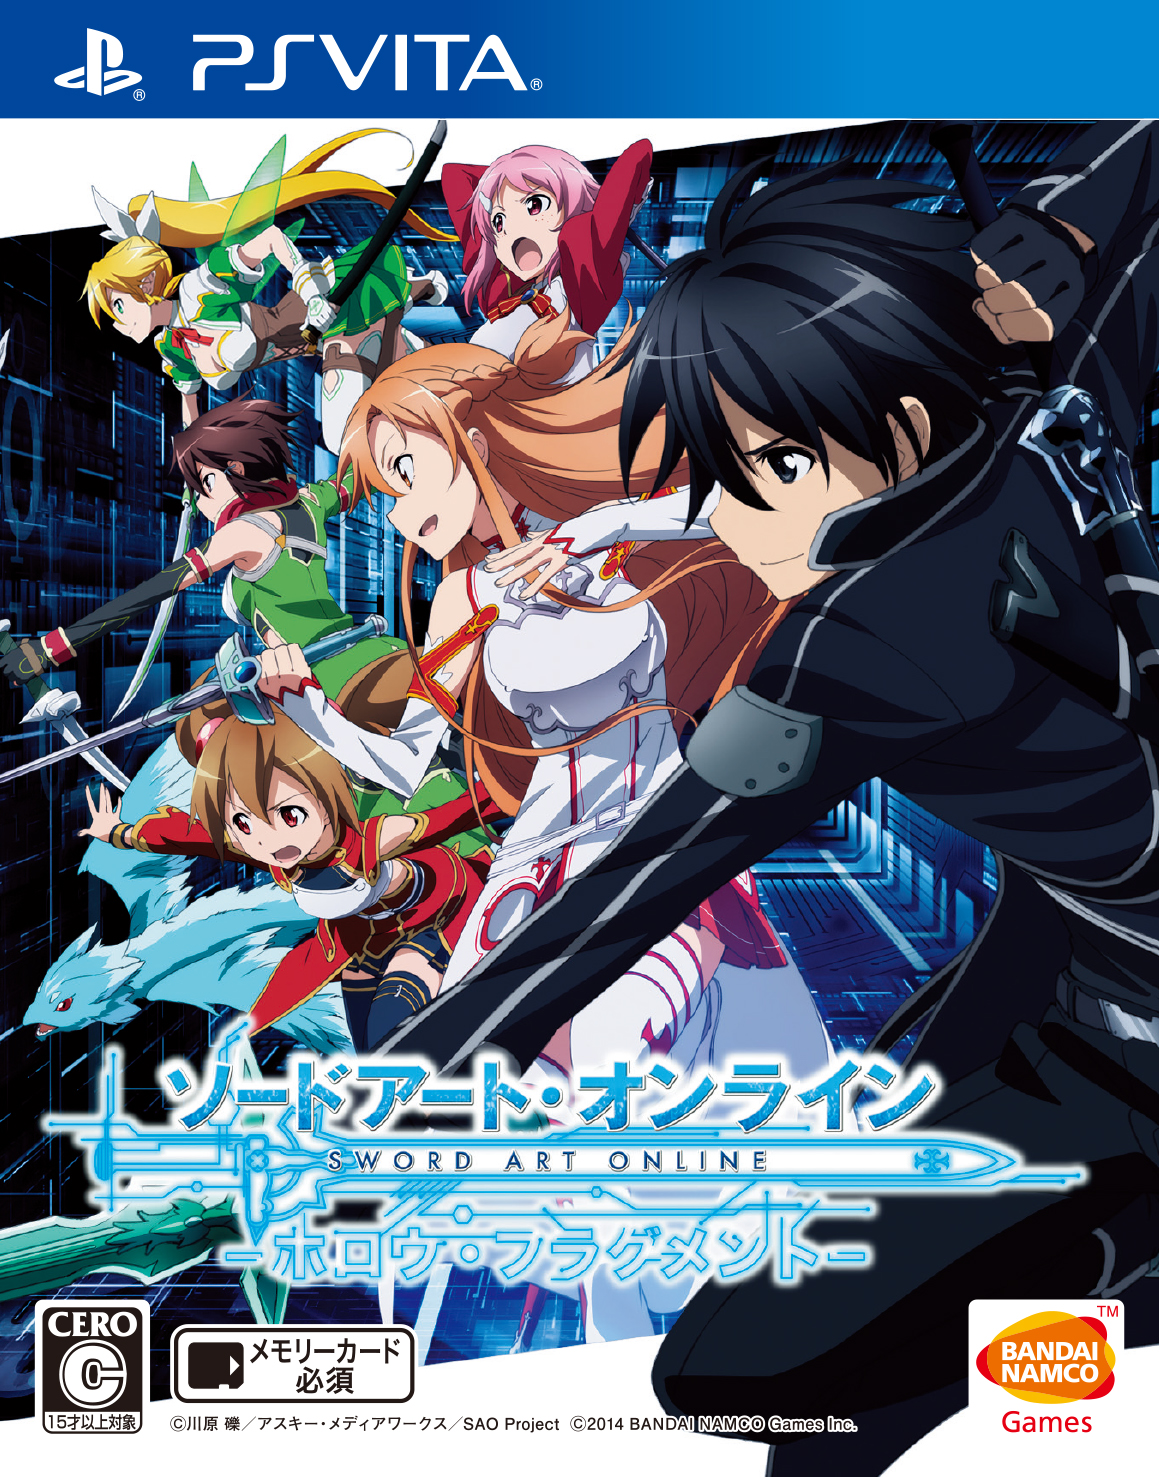 PSVITA®
ソードアート・オンライン
SWORD ART ONLINE
－ホロウ・フラグメント－
CERO
C
15才以上対象
メモリーカード
必須
©川原 礫／アスキー・メディアワークス／SAO Project ©2014 BANDAI NAMCO Games Inc.
TM
BANDAI
NAMCO
Games